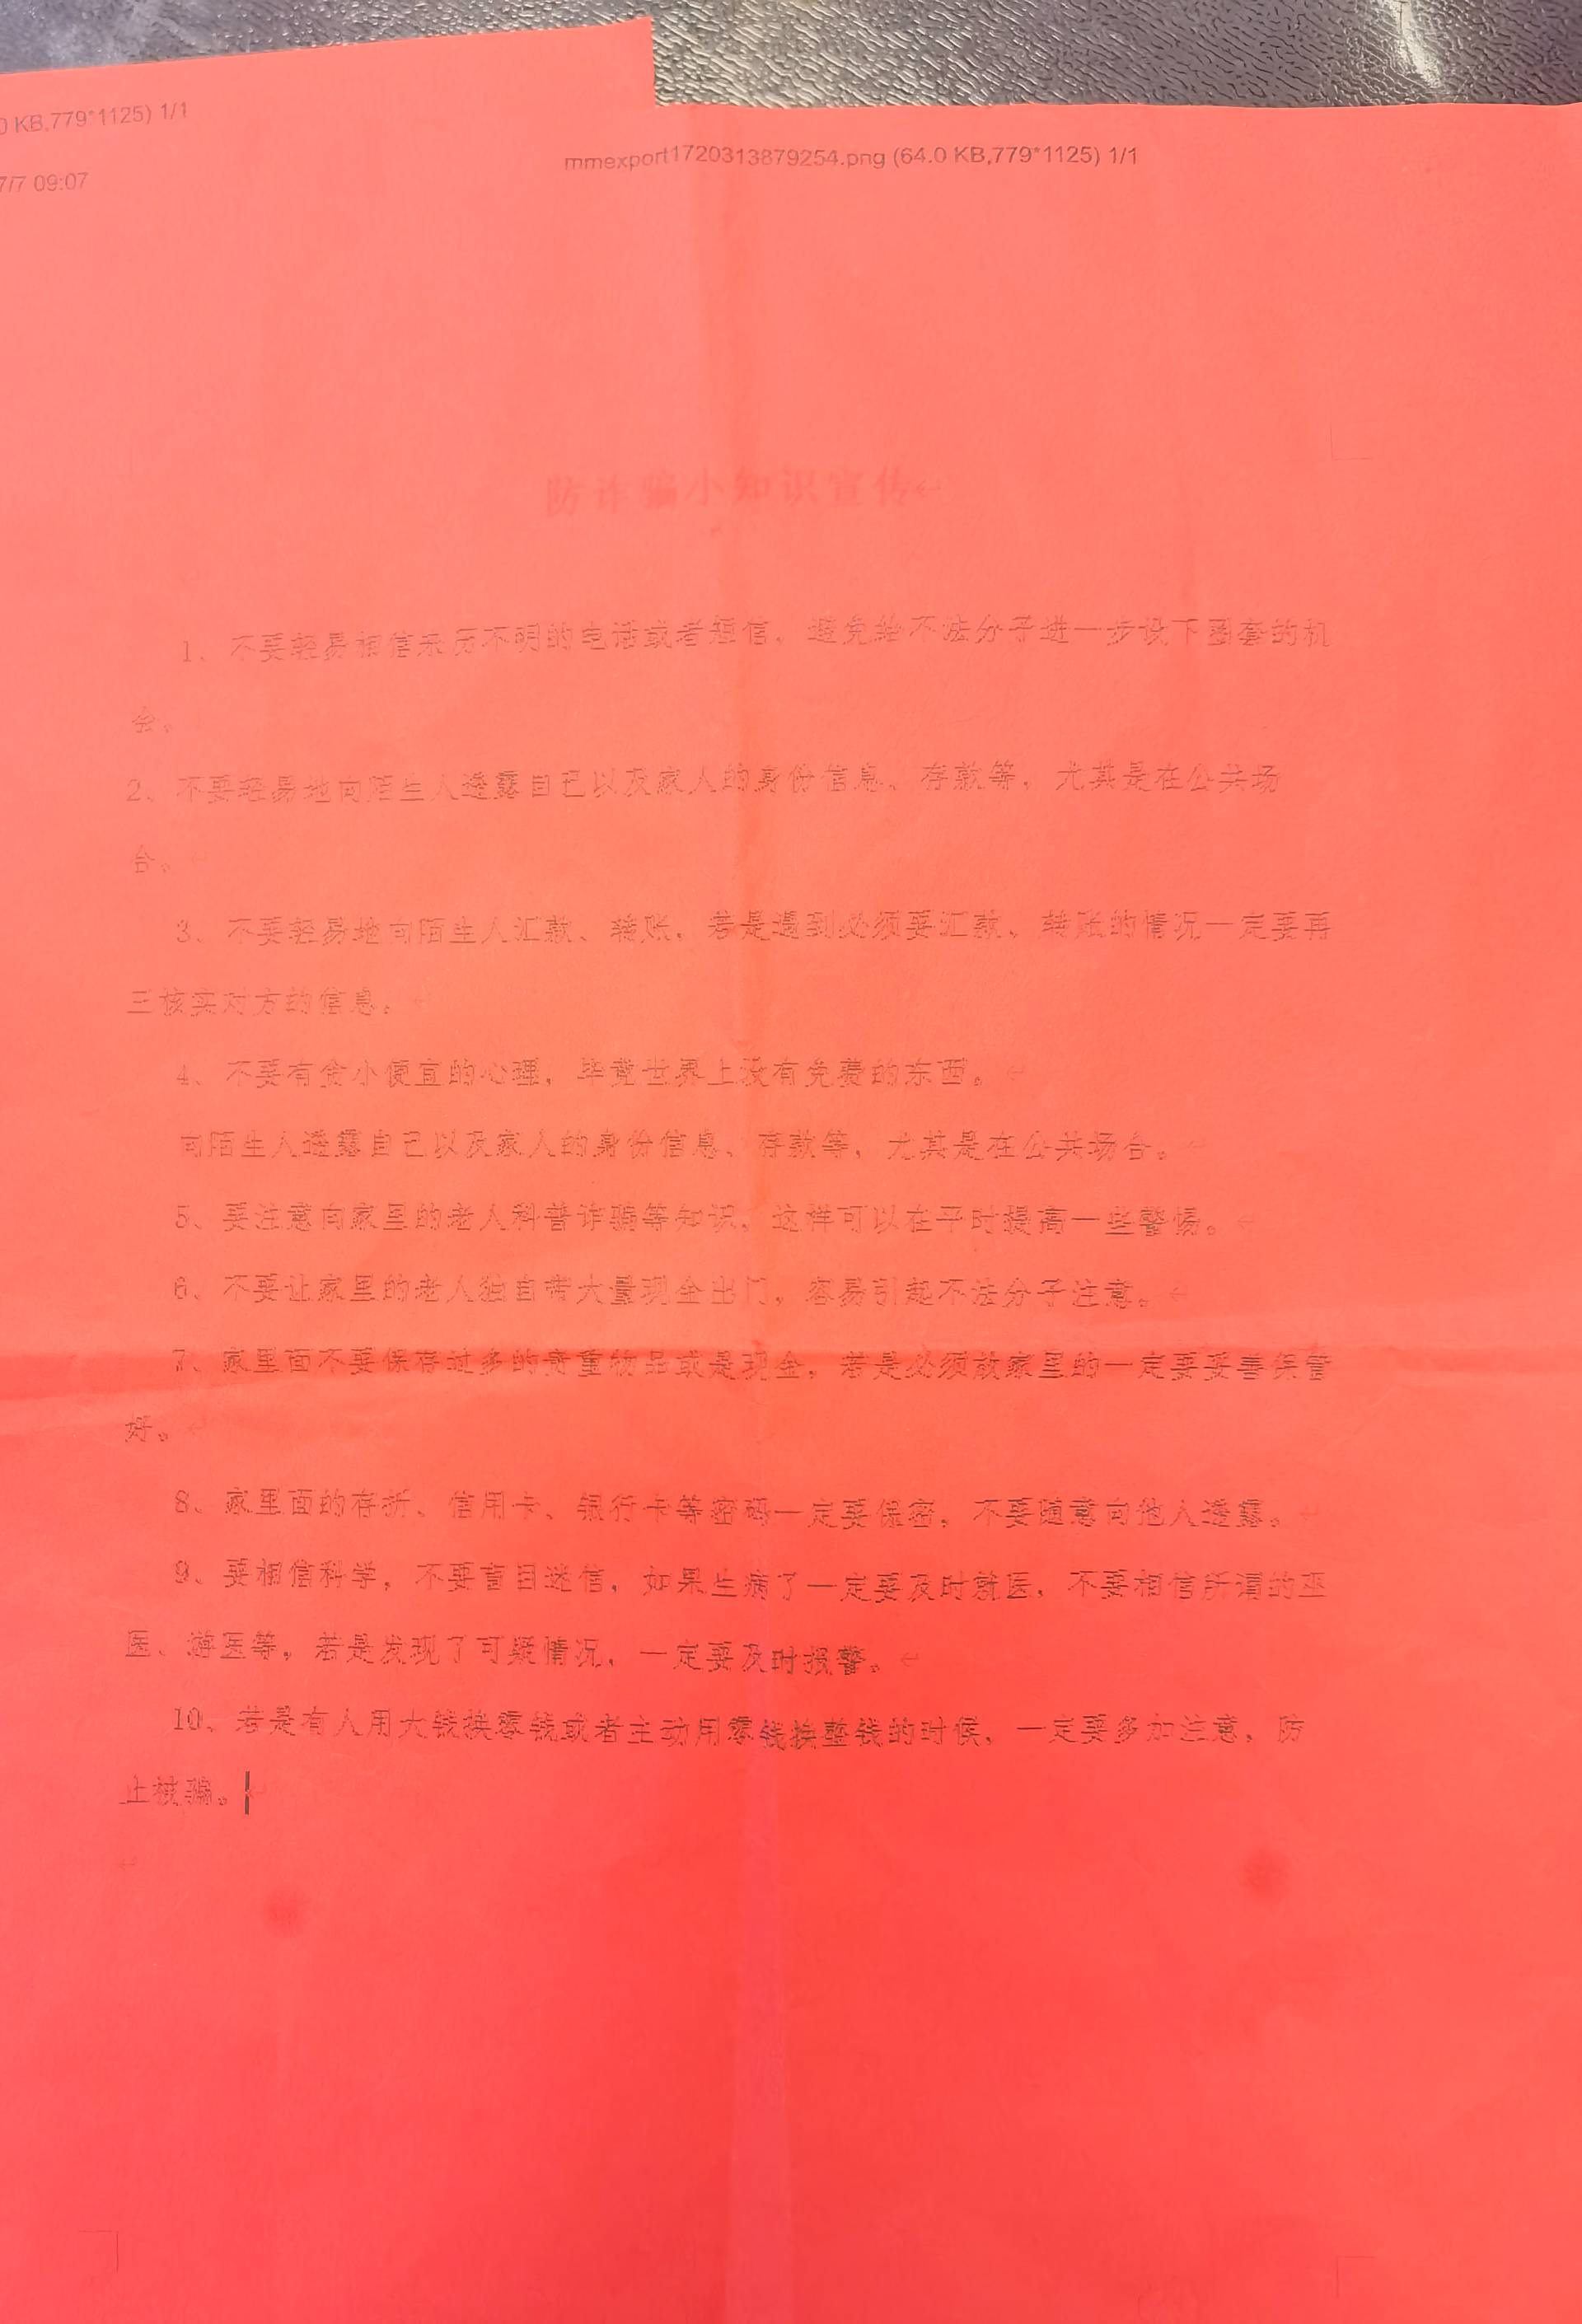 0 KB,779*1125) 1/1
7/7 09:07
mmexport1720313879254.png (64.0 KB,779*1125) 1/1
防诈骗小知识宣传
1、不要轻易相信来历不明的电话或者短信，避免给不法分子进一步设下圈套的机
会。
2、不要轻易地向陌生人透露自己以及家人的身份信息、存款等，尤其是在公共场
合。
3、不要轻易地向陌生人汇款、转账，若是遇到必须要汇款、转账的情况一定要再
三核实对方的信息。
4、不要有贪小便宜的心理，毕竟世界上没有免费的东西。
向陌生人透露自己以及家人的身份信息、存款等，尤其是在公共场合。
5、要注意向家里的老人科普诈骗等知识，这样可以在平时提高一些警惕。
6、不要让家里的老人独自带大量现金出门，容易引起不法分子注意。
7、家里面不要保存过多的贵重物品或是现金，若是必须放家里的一定要妥善保管
好。
8、家里面的存折、信用卡、银行卡等密码一定要保密，不要随意向他人透露。
9、要相信科学，不要盲目迷信，如果生病了一定要及时就医，不要相信所谓的巫
医、游医等，若是发现了可疑情况，一定要及时报警。
10、若是有人用大钱换零钱或者主动用零钱换整钱的时候，一定要多加注意，防
止被骗。